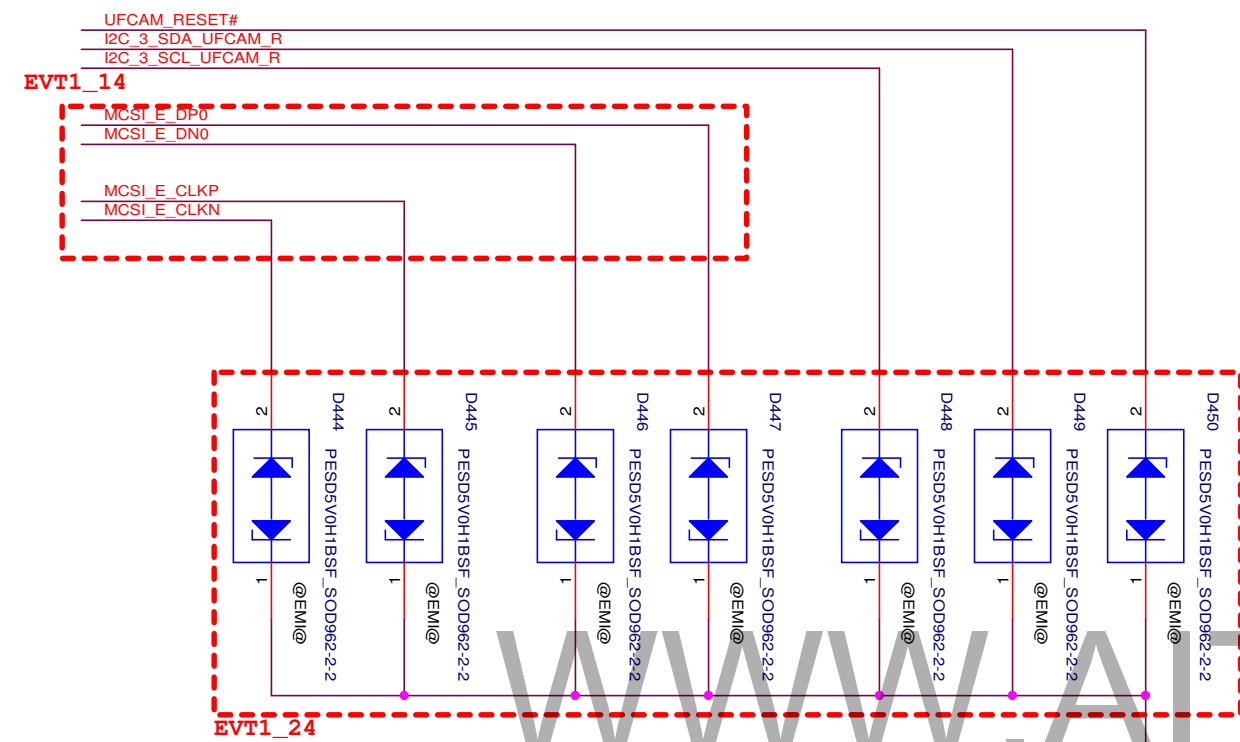 UFCAM_RESET#
I2C_3_SDA_UFCAM_R
I2C_3_SCL_UFCAM_R
EVT1_14
MCSI_E_DP0
MCSI_E_DN0
MCSI_E_CLKP
MCSI_E_CLKN
2
D444
PESD5V0H1BSF_SOD962-2-2
1
@EMI@
2
D445
PESD5V0H1BSF_SOD962-2-2
1
@EMI@
2
D446
PESD5V0H1BSF_SOD962-2-2
1
@EMI@
2
D447
PESD5V0H1BSF_SOD962-2-2
1
@EMI@
2
D448
PESD5V0H1BSF_SOD962-2-2
1
@EMI@
2
D449
PESD5V0H1BSF_SOD962-2-2
1
@EMI@
2
D450
PESD5V0H1BSF_SOD962-2-2
1
@EMI@
EVT1_24